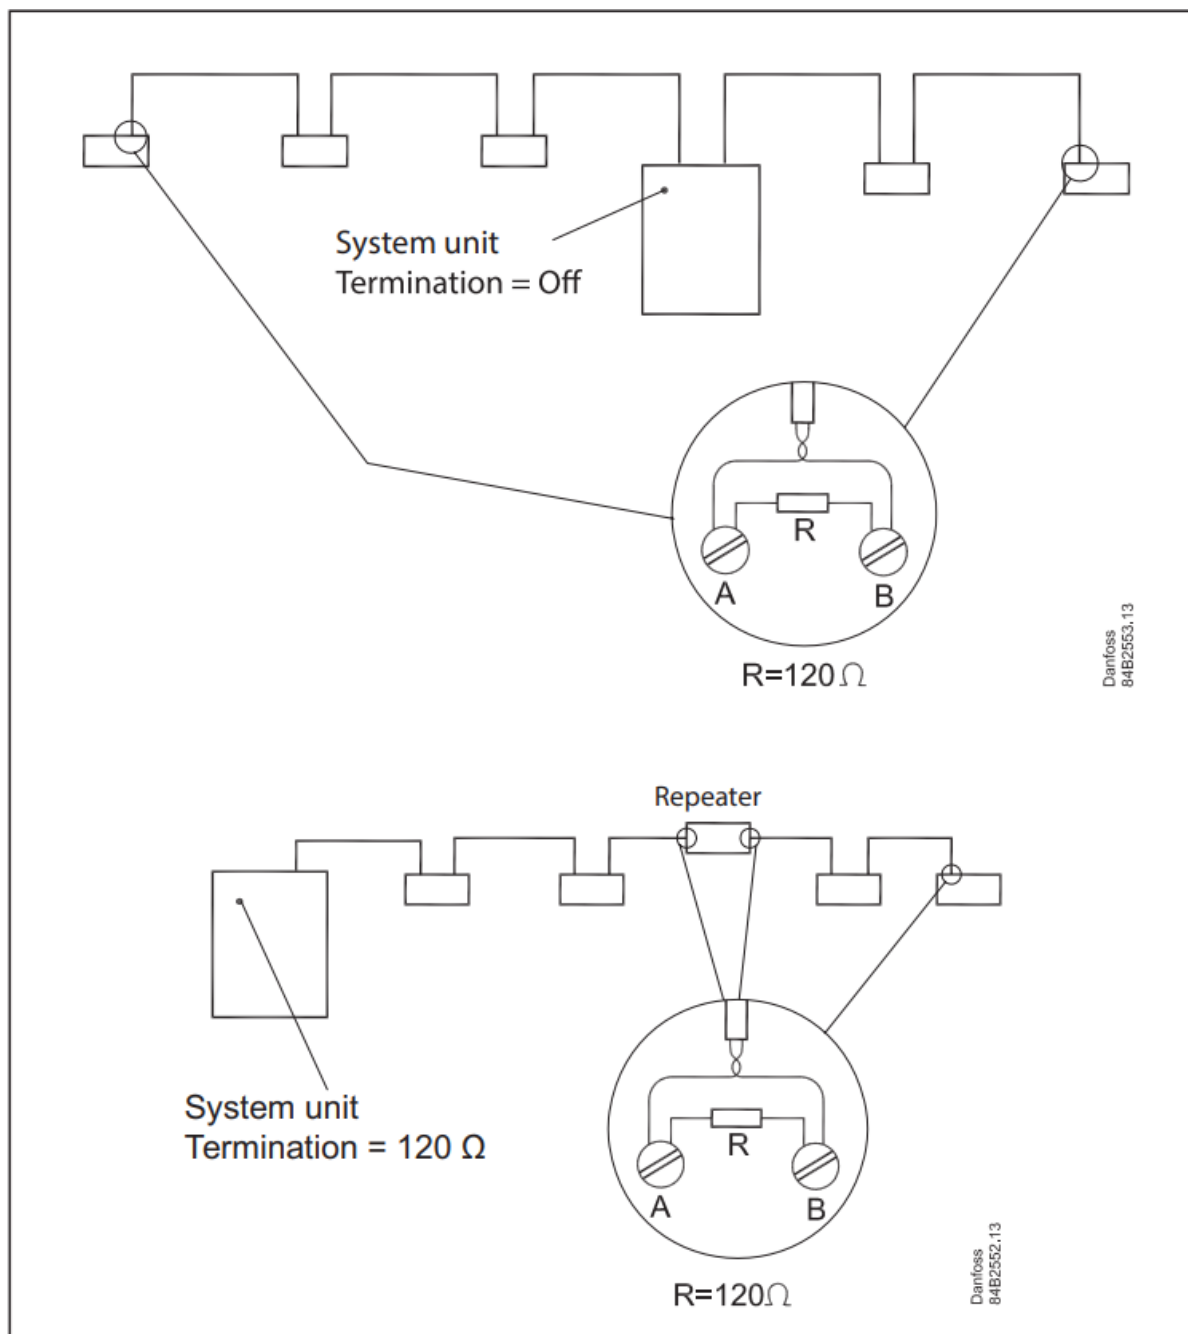 System unit
Termination = Off
R
A
B
R=120Ω
Danfoss
84B2553.13
Repeater
System unit
Termination = 120 Ω
R
A
B
R=120Ω
Danfoss
84B2552.13